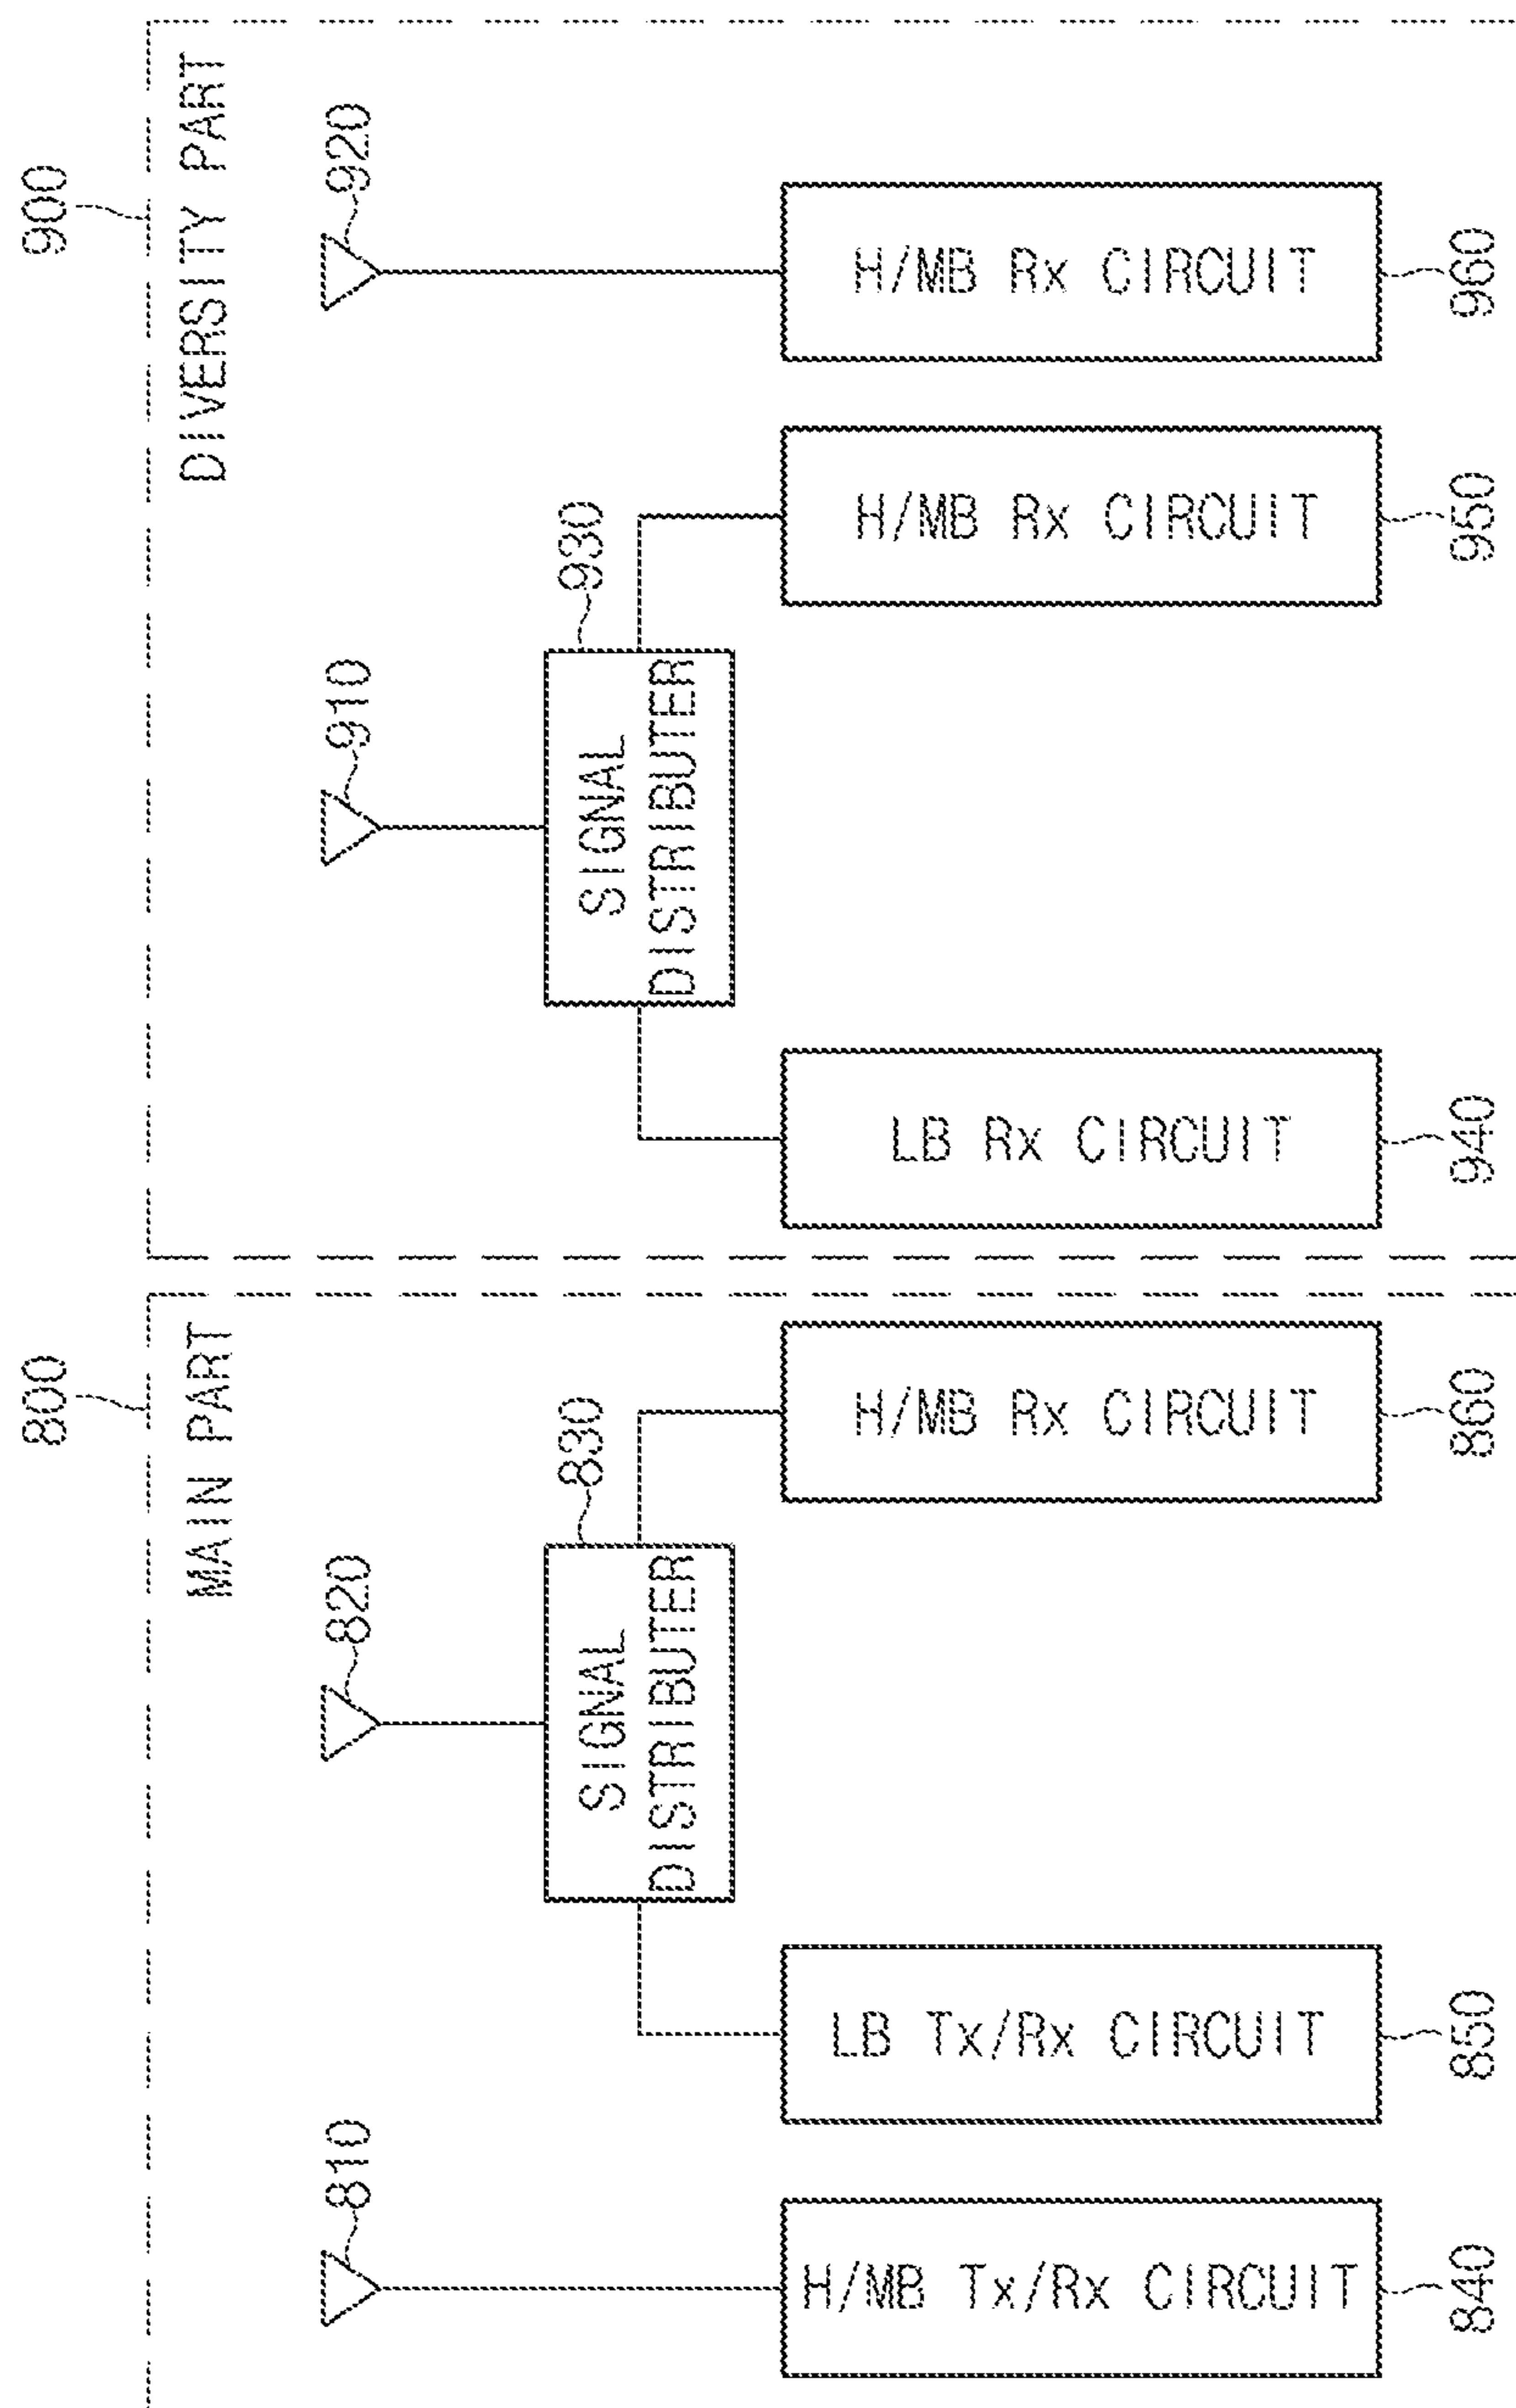 800
900
MAIN PART
DIVERSITY PART
810
820
910
920
830
930
SIGNAL
DISTRIBUTER
SIGNAL
DISTRIBUTER
H/MB Tx/Rx CIRCUIT
LB Tx/Rx CIRCUIT
H/MB Rx CIRCUIT
LB Rx CIRCUIT
H/MB Rx CIRCUIT
H/MB Rx CIRCUIT
840
850
860
940
950
960